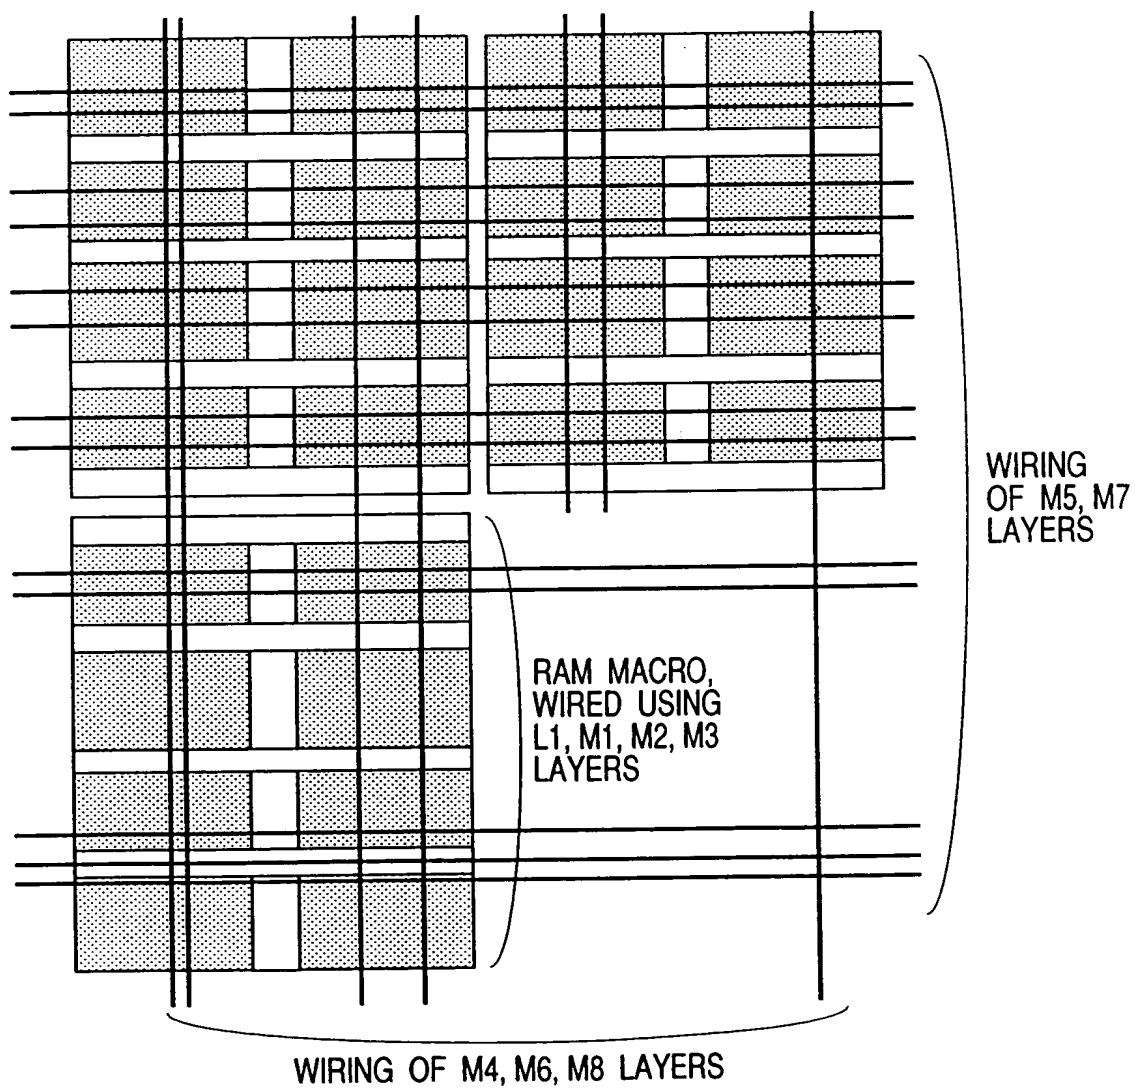 WIRING
OF M5, M7
LAYERS
RAM MACRO,
WIRED USING
L1, M1, M2, M3
LAYERS
WIRING OF M4, M6, M8 LAYERS